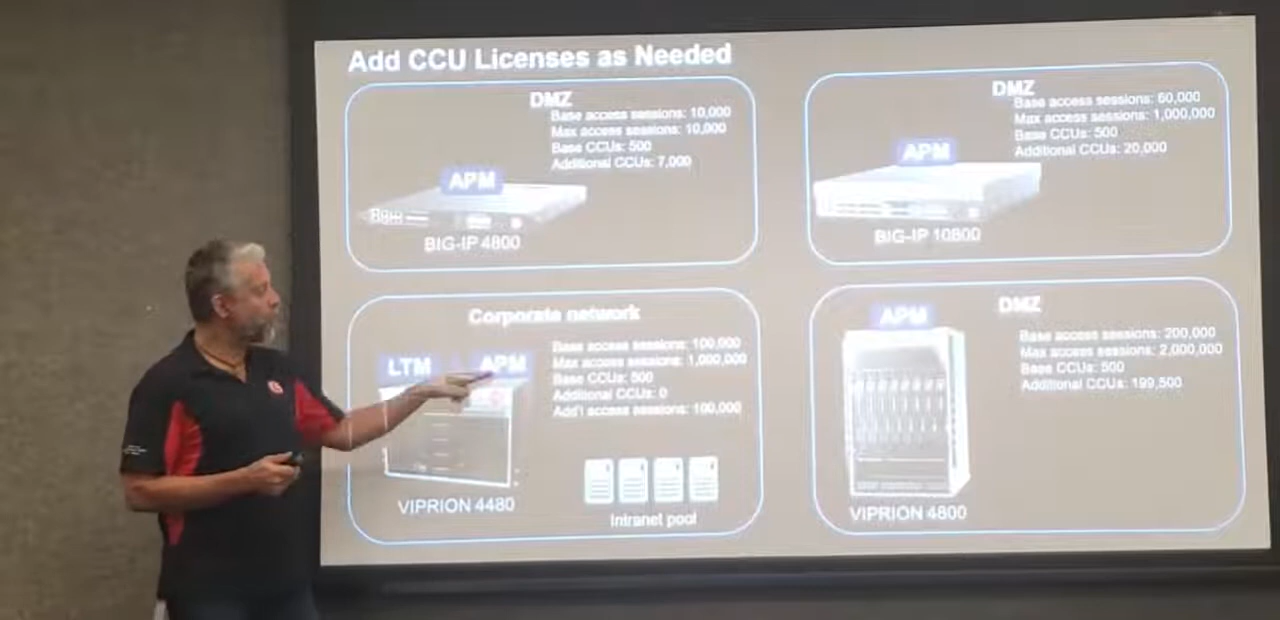 Add CCU Licenses as Needed
DMZ
Base access sessions: 10,000
Max access sessions: 10,000
Base CCUs: 500
Additional CCUs: 7,000
APM
BIG-IP 4800
DMZ
Base access sessions: 60,000
Max access sessions: 1,000,000
Base CCUs: 500
Additional CCUs: 20,000
APM
BIG-IP 10800
Corporate network
Base access sessions: 100,000
Max access sessions: 1,000,000
Base CCUs: 500
Additional CCUs: 0
Add'l access sessions: 100,000
LTM APM
VIPRION 4480
Intranet pool
APM
DMZ
Base access sessions: 200,000
Max access sessions: 2,000,000
Base CCUs: 500
Additional CCUs: 199,500
VIPRION 4800